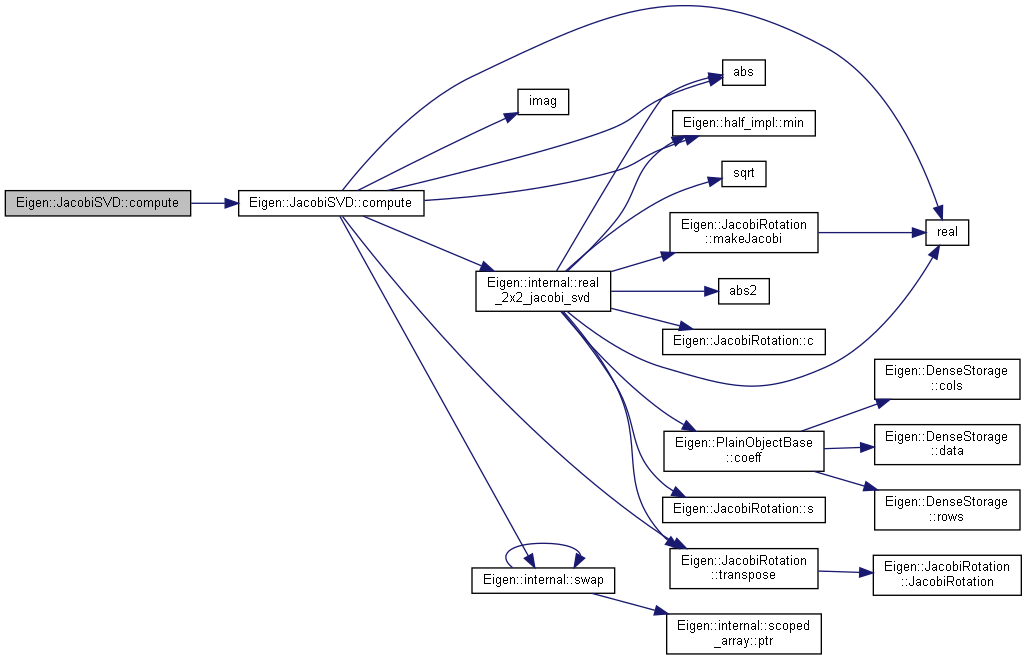 Eigen::JacobiSVD::compute
Eigen::JacobiSVD::compute
imag
abs
Eigen::half_impl::min
sqrt
Eigen::JacobiRotation
::makeJacobi
real
Eigen::internal::real
_2x2_jacobi_svd
abs2
Eigen::JacobiRotation::c
Eigen::DenseStorage
::cols
Eigen::PlainObjectBase
::coeff
Eigen::DenseStorage
::data
Eigen::DenseStorage
::rows
Eigen::JacobiRotation::s
Eigen::JacobiRotation
::transpose
Eigen::JacobiRotation
::JacobiRotation
Eigen::internal::swap
Eigen::internal::scoped
_array::ptr